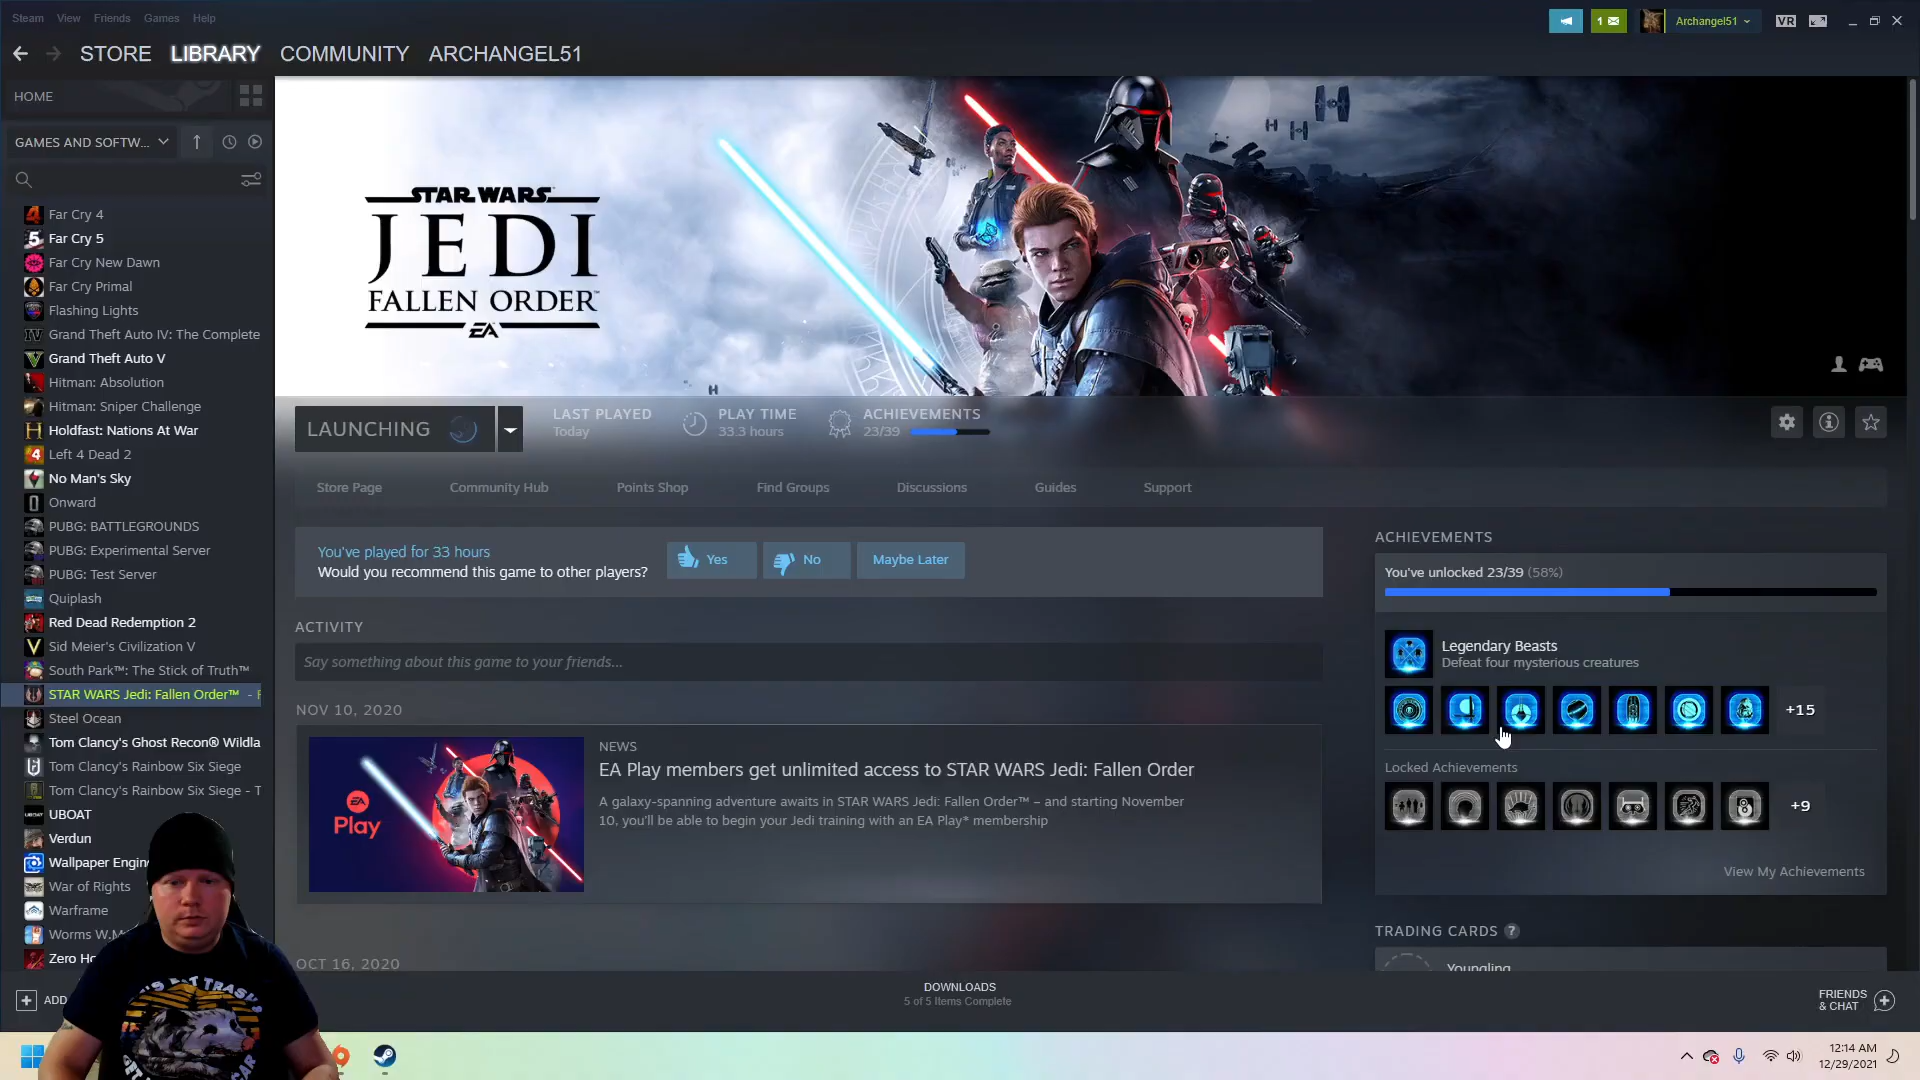 Steam View Friends Games Help
1
Archangel51
VR
STORE LIBRARY COMMUNITY ARCHANGEL51
HOME
GAMES AND SOFTW...
Far Cry 4
Far Cry 5
Far Cry New Dawn
Far Cry Primal
Flashing Lights
Grand Theft Auto IV: The Complete
Grand Theft Auto V
Hitman: Absolution
Hitman: Sniper Challenge
Holdfast: Nations At War
Left 4 Dead 2
No Man's Sky
Onward
PUBG: BATTLEGROUNDS
PUBG: Experimental Server
PUBG: Test Server
Quiplash
Red Dead Redemption 2
Sid Meier's Civilization V
South Park™: The Stick of Truth™
STAR WARS Jedi: Fallen Order™ - F
Steel Ocean
Tom Clancy's Ghost Recon® Wildla
Tom Clancy's Rainbow Six Siege
Tom Clancy's Rainbow Six Siege - T
UBOAT
Verdun
Wallpaper Engin
War of Rights
Warframe
Worms W.M
Zero Ho
ADD
STAR WARS
JEDI
FALLEN ORDER™
EA
LAUNCHING
LAST PLAYED
Today
PLAY TIME
33.3 hours
ACHIEVEMENTS
23/39
Store Page Community Hub Points Shop Find Groups Discussions Guides Support
You've played for 33 hours
Would you recommend this game to other players?
Yes No Maybe Later
ACTIVITY
Say something about this game to your friends...
NOV 10, 2020
EA
Play
NEWS
EA Play members get unlimited access to STAR WARS Jedi: Fallen Order
A galaxy-spanning adventure awaits in STAR WARS Jedi: Fallen Order™ – and starting November
10, you'll be able to begin your Jedi training with an EA Play* membership
OCT 16, 2020
ACHIEVEMENTS
You've unlocked 23/39 (58%)
Legendary Beasts
Defeat four mysterious creatures
+15
Locked Achievements
+9
View My Achievements
TRADING CARDS ?
Youngling
DOWNLOADS
5 of 5 Items Complete
FRIENDS
& CHAT
12:14 AM
12/29/2021